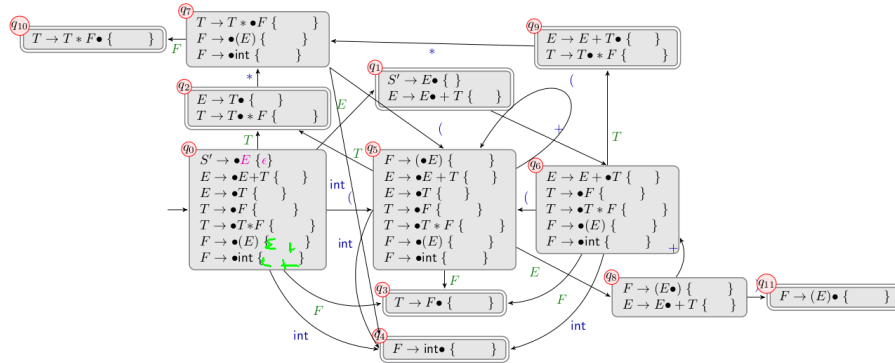 q10
T → T * F• { }
F
q7
T → T * •F { }
F → •(E) { }
F → •int { }
*
q9
E → E + T• { }
T → T• * F { }
q1
S′ → E• { }
E → E• + T { }
*
E
(
(
+
q2
E → T• { }
T → T• * F { }
T
T
T
q0
S′ → •E {ϵ}
E → •E+T { }
E → •T { }
T → •F { }
T → •T*F { }
F → •(E) { }
F → •int { }
int
(
int
q5
F → (•E) { }
E → •E + T { }
E → •T { }
T → •F { }
T → •T * F { }
F → •(E) { }
F → •int { }
(
q6
E → E + •T { }
T → •F { }
T → •T * F { }
F → •(E) { }
F → •int { }
+
F
E
F
F
int
int
q3
T → F• { }
q4
F → int• { }
q8
F → (E•) { }
E → E• + T { }
)
q11
F → (E)• { }